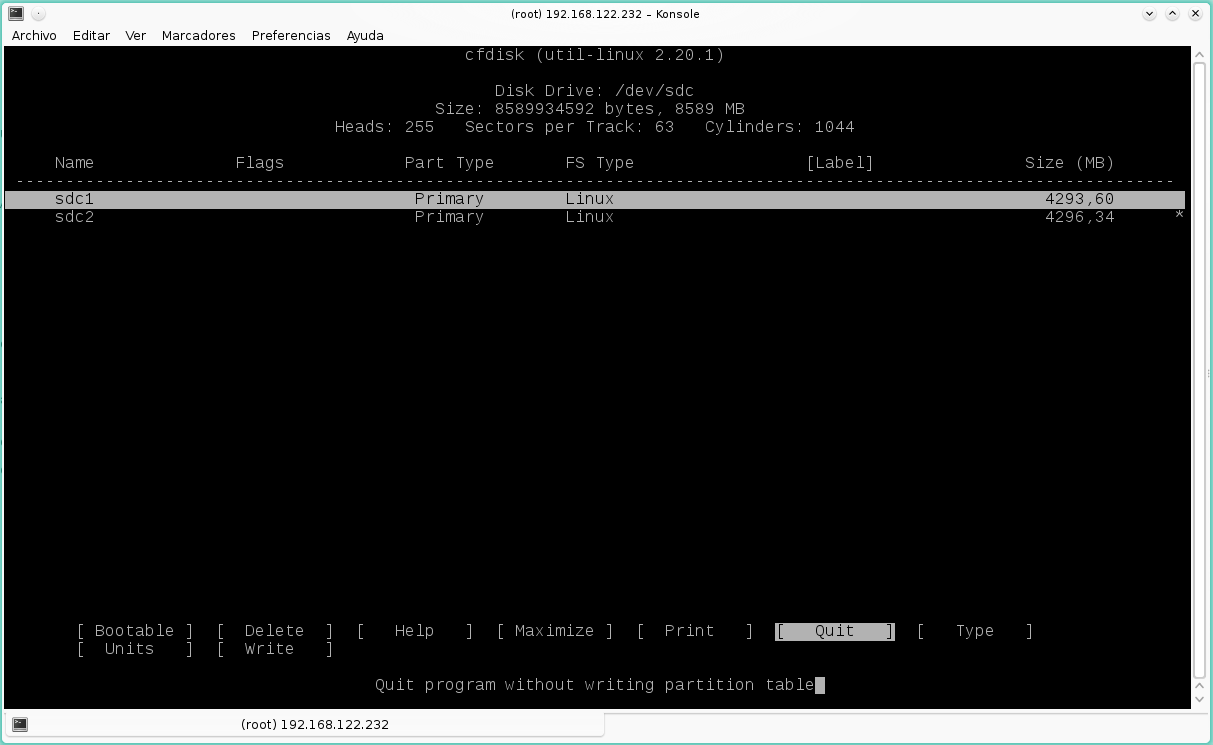 (root) 192.168.122.232 – Konsole
Archivo Editar Ver Marcadores Preferencias Ayuda
cfdisk (util-linux 2.20.1)
Disk Drive: /dev/sdc
Size: 8589934592 bytes, 8589 MB
Heads: 255 Sectors per Track: 63 Cylinders: 1044
Name Flags Part Type FS Type [Label] Size (MB)
------------------------------------------------------------------------------------------
sdc1 Primary Linux 4293,60
sdc2 Primary Linux 4296,34 *
[ Bootable ] [ Delete ] [ Help ] [ Maximize ] [ Print ] [ Quit ] [ Type ]
[ Units ] [ Write ]
Quit program without writing partition table
(root) 192.168.122.232